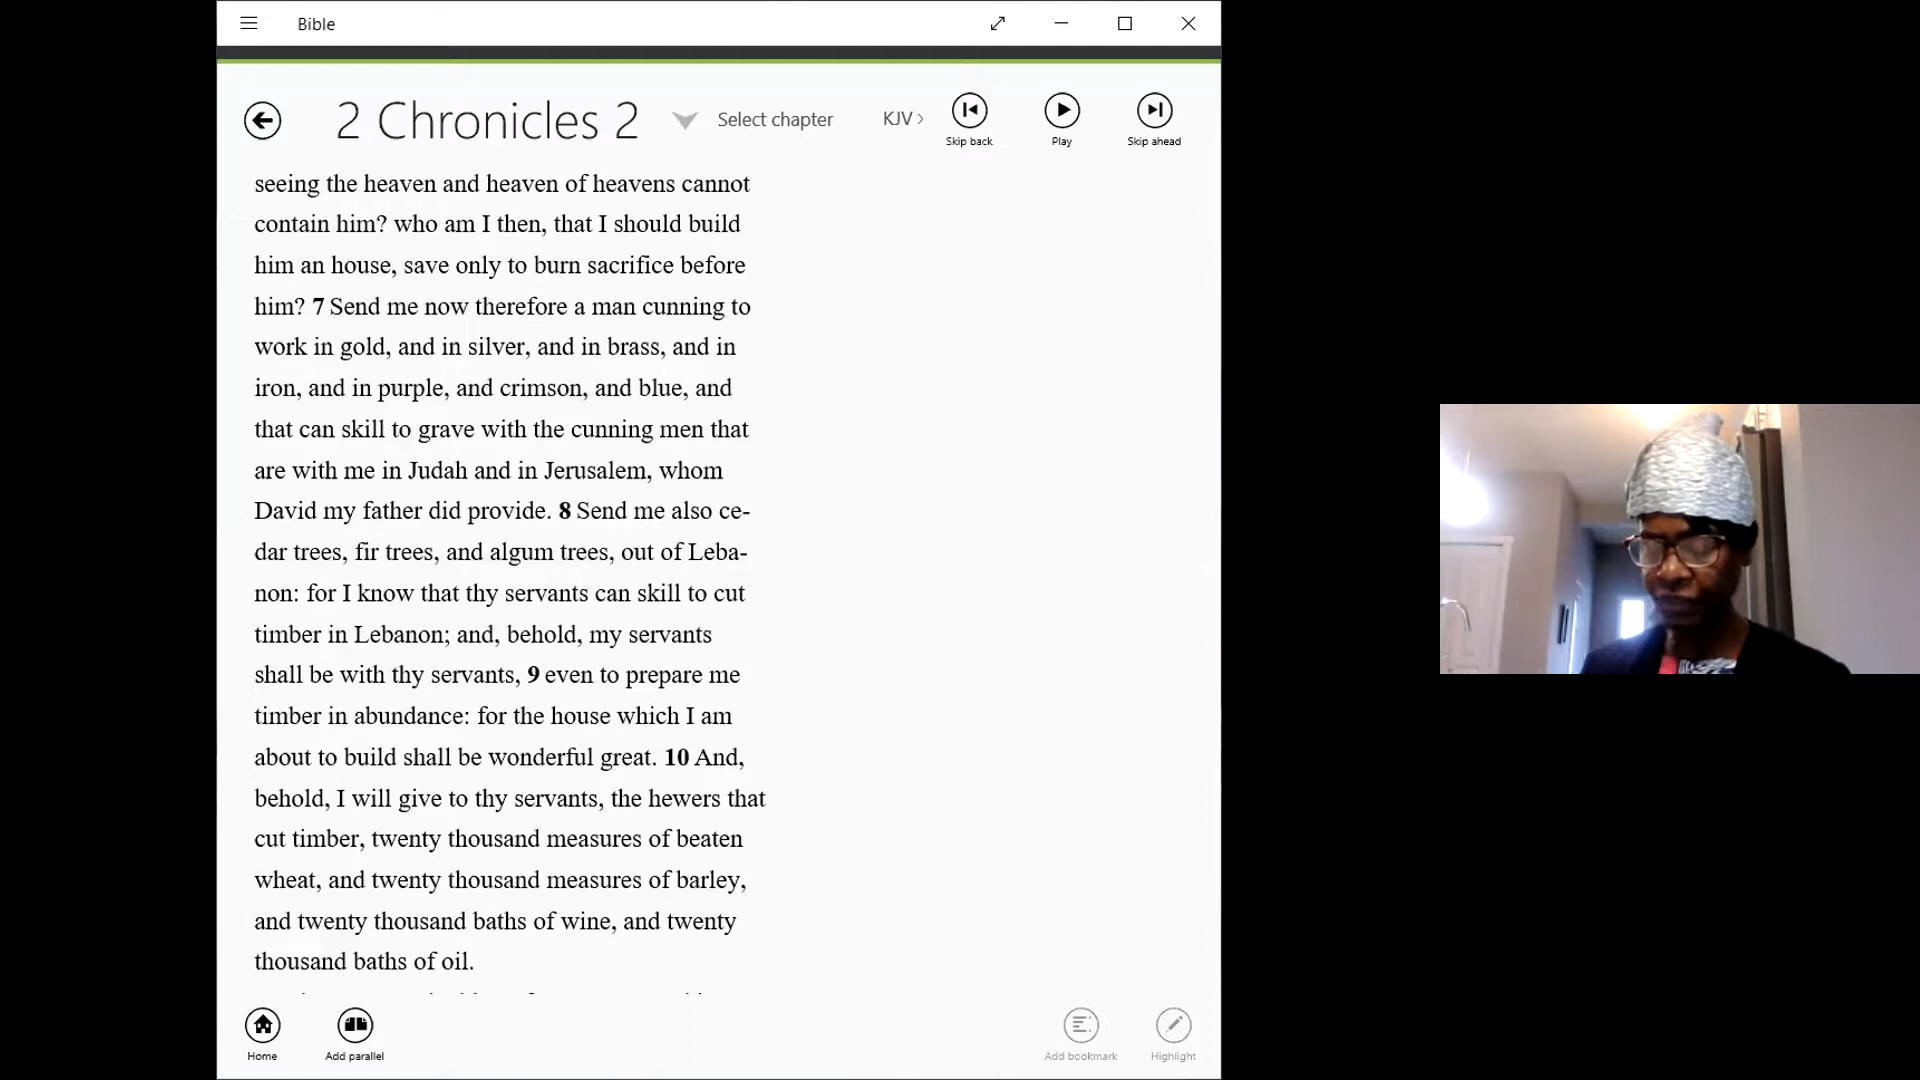 Bible
2 Chronicles 2
Select chapter
KJV
Skip back
Play
Skip ahead
seeing the heaven and heaven of heavens cannot
contain him? who am I then, that I should build
him an house, save only to burn sacrifice before
him? 7 Send me now therefore a man cunning to
work in gold, and in silver, and in brass, and in
iron, and in purple, and crimson, and blue, and
that can skill to grave with the cunning men that
are with me in Judah and in Jerusalem, whom
David my father did provide. 8 Send me also ce-
dar trees, fir trees, and algum trees, out of Leba-
non: for I know that thy servants can skill to cut
timber in Lebanon; and, behold, my servants
shall be with thy servants, 9 even to prepare me
timber in abundance: for the house which I am
about to build shall be wonderful great. 10 And,
behold, I will give to thy servants, the hewers that
cut timber, twenty thousand measures of beaten
wheat, and twenty thousand measures of barley,
and twenty thousand baths of wine, and twenty
thousand baths of oil.
Home
Add parallel
Add bookmark
Highlight